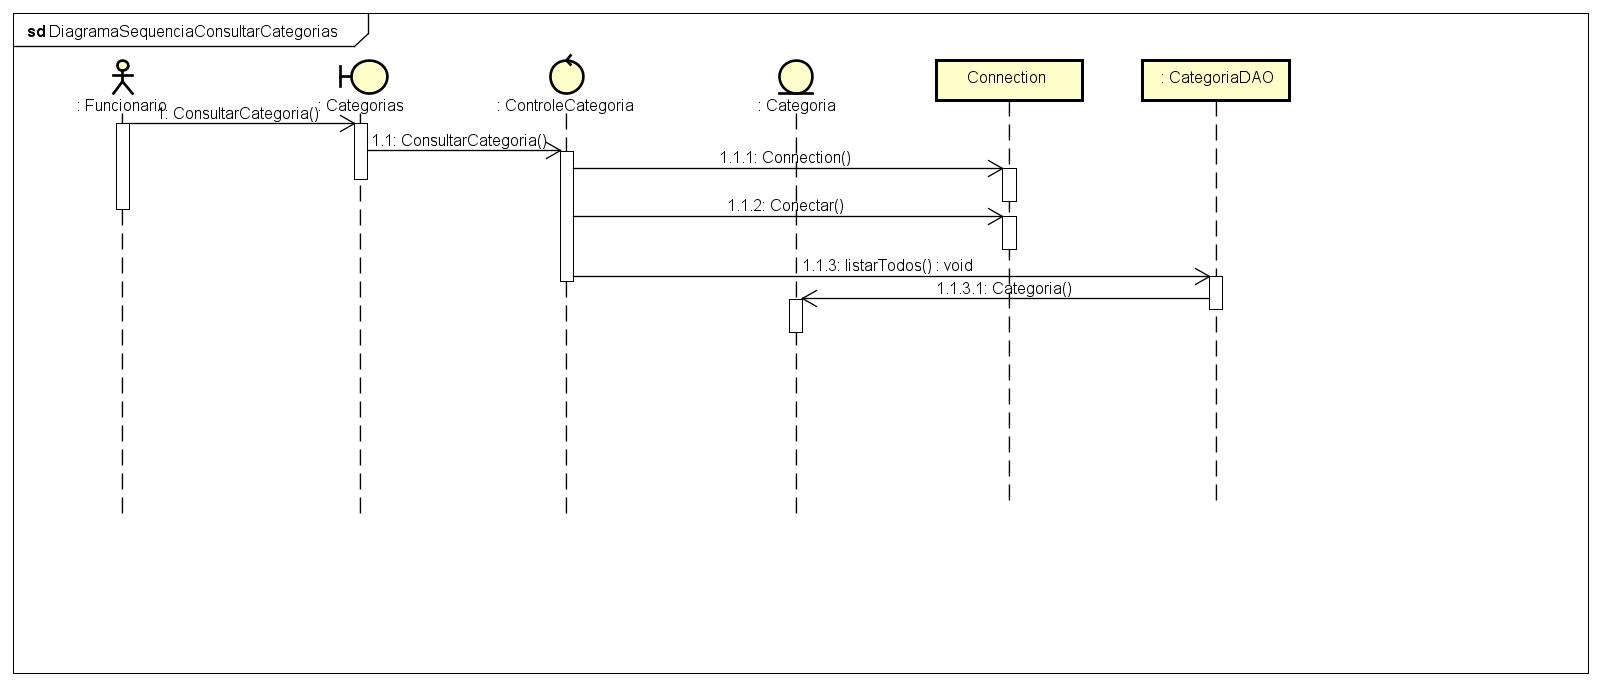 sd DiagramaSequenciaConsultarCategorias
: Funcionario
: Categorias
: ControleCategoria
: Categoria
Connection
: CategoriaDAO
1: ConsultarCategoria()
1.1: ConsultarCategoria()
1.1.1: Connection()
1.1.2: Conectar()
1.1.3: listarTodos() : void
1.1.3.1: Categoria()